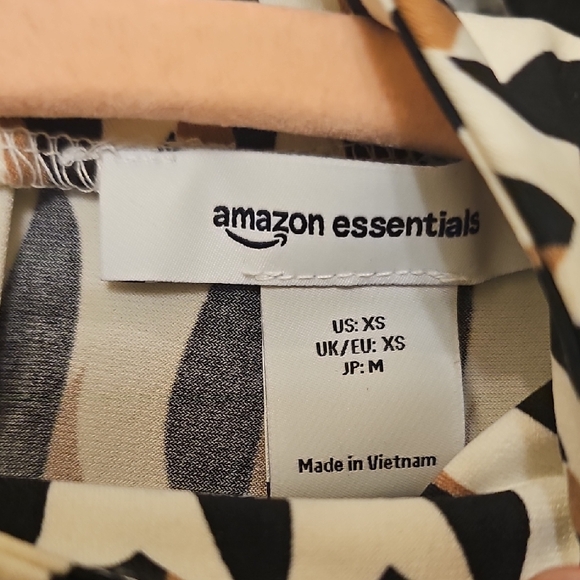 amazon essentials
US: XS
UK/EU: XS
JP: M
Made in Vietnam